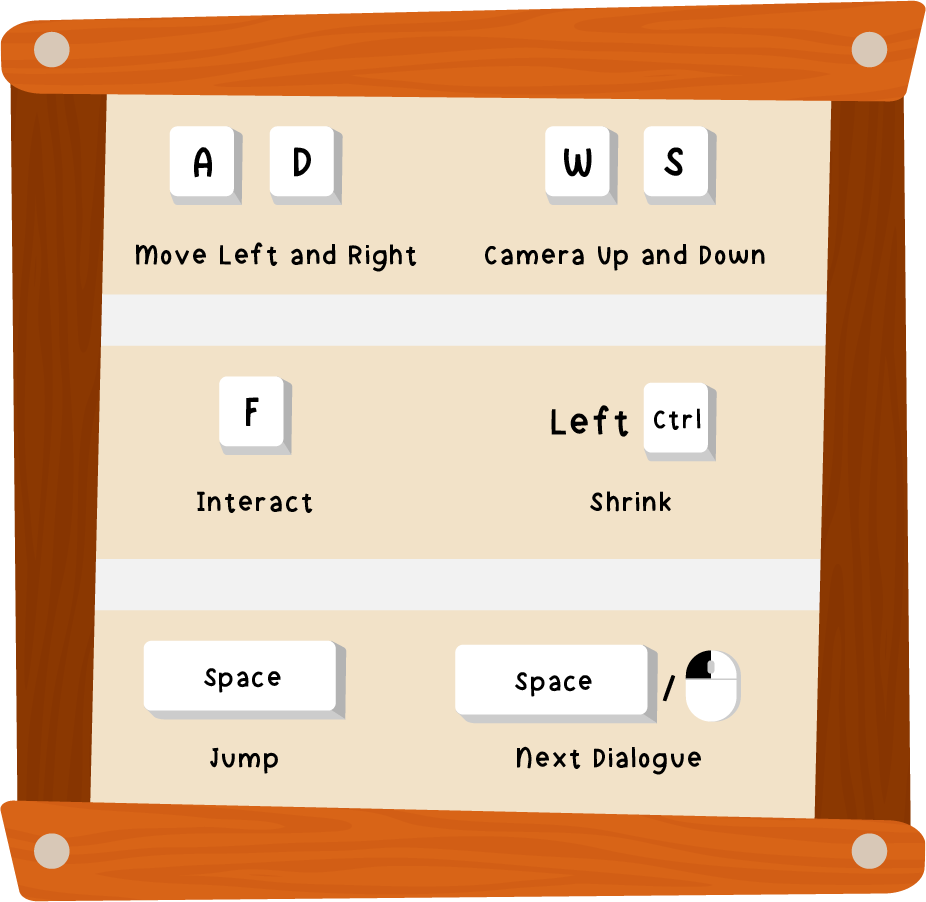 A D W S
Move Left and Right Camera Up and Down
F Left Ctrl
Interact Shrink
Space Space /
Jump Next Dialogue